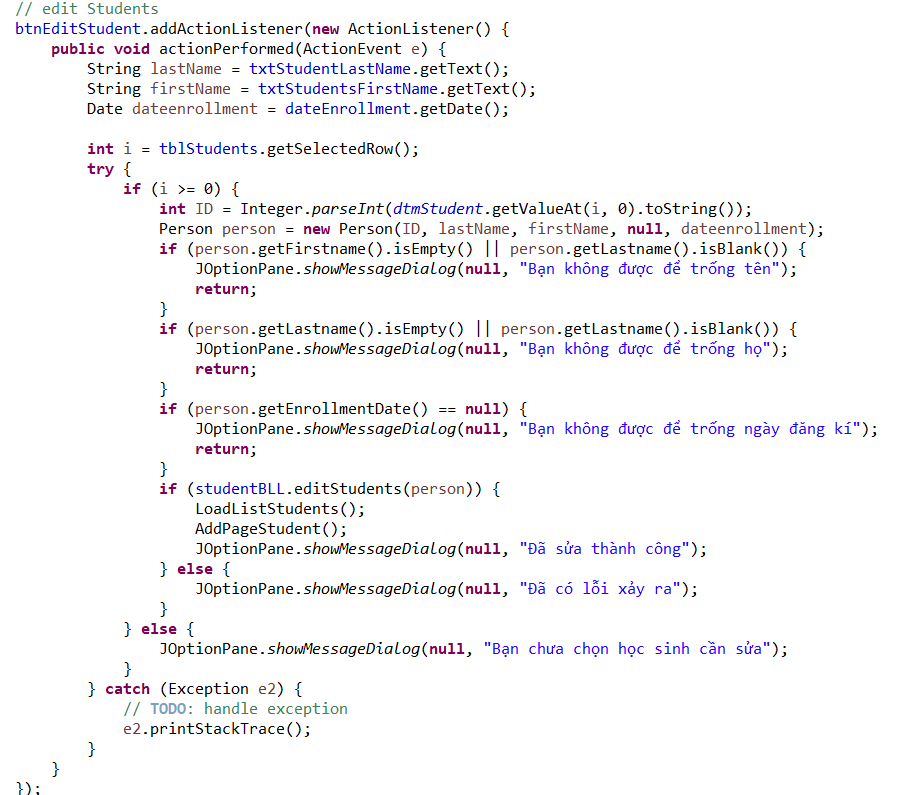 // edit Students
btnEditStudent.addActionListener(new ActionListener() {
    public void actionPerformed(ActionEvent e) {
        String lastName = txtStudentLastName.getText();
        String firstName = txtStudentsFirstName.getText();
        Date dateenrollment = dateEnrollment.getDate();

        int i = tblStudents.getSelectedRow();
        try {
            if (i >= 0) {
                int ID = Integer.parseInt(dtmStudent.getValueAt(i, 0).toString());
                Person person = new Person(ID, lastName, firstName, null, dateenrollment);
                if (person.getFirstname().isEmpty() || person.getLastname().isBlank()) {
                    JOptionPane.showMessageDialog(null, "Bạn không được để trống tên");
                    return;
                }
                if (person.getLastname().isEmpty() || person.getLastname().isBlank()) {
                    JOptionPane.showMessageDialog(null, "Bạn không được để trống họ");
                    return;
                }
                if (person.getEnrollmentDate() == null) {
                    JOptionPane.showMessageDialog(null, "Bạn không được để trống ngày đăng kí");
                    return;
                }
                if (studentBLL.editStudents(person)) {
                    LoadListStudents();
                    AddPageStudent();
                    JOptionPane.showMessageDialog(null, "Đã sửa thành công");
                } else {
                    JOptionPane.showMessageDialog(null, "Đã có lỗi xảy ra");
                }
            } else {
                JOptionPane.showMessageDialog(null, "Bạn chưa chọn học sinh cần sửa");
            }
        } catch (Exception e2) {
            // TODO: handle exception
            e2.printStackTrace();
        }
    }
});